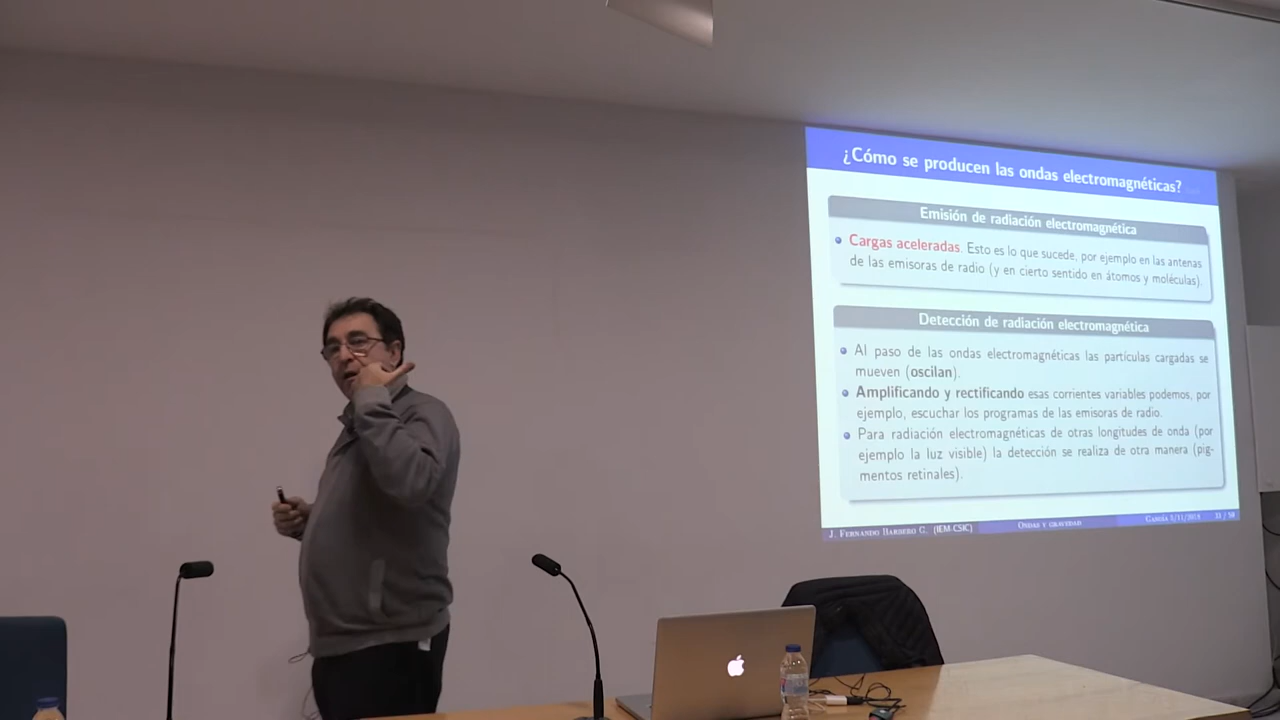 ¿Cómo se producen las ondas electromagnéticas?
Emisión de radiación electromagnética
Cargas aceleradas. Esto es lo que sucede, por ejemplo en las antenas
de las emisoras de radio (y en cierto sentido en átomos y moléculas).
Detección de radiación electromagnética
Al paso de las ondas electromagnéticas las partículas cargadas se
mueven (oscilan).
Amplificando y rectificando esas corrientes variables podemos, por
ejemplo, escuchar los programas de las emisoras de radio.
Para radiación electromagnéticas de otras longitudes de onda (por
ejemplo la luz visible) la detección se realiza de otra manera (pig-
mentos retinales).
J. Fernando Barbero G. (IEM-CSIC) Ondas y gravedad